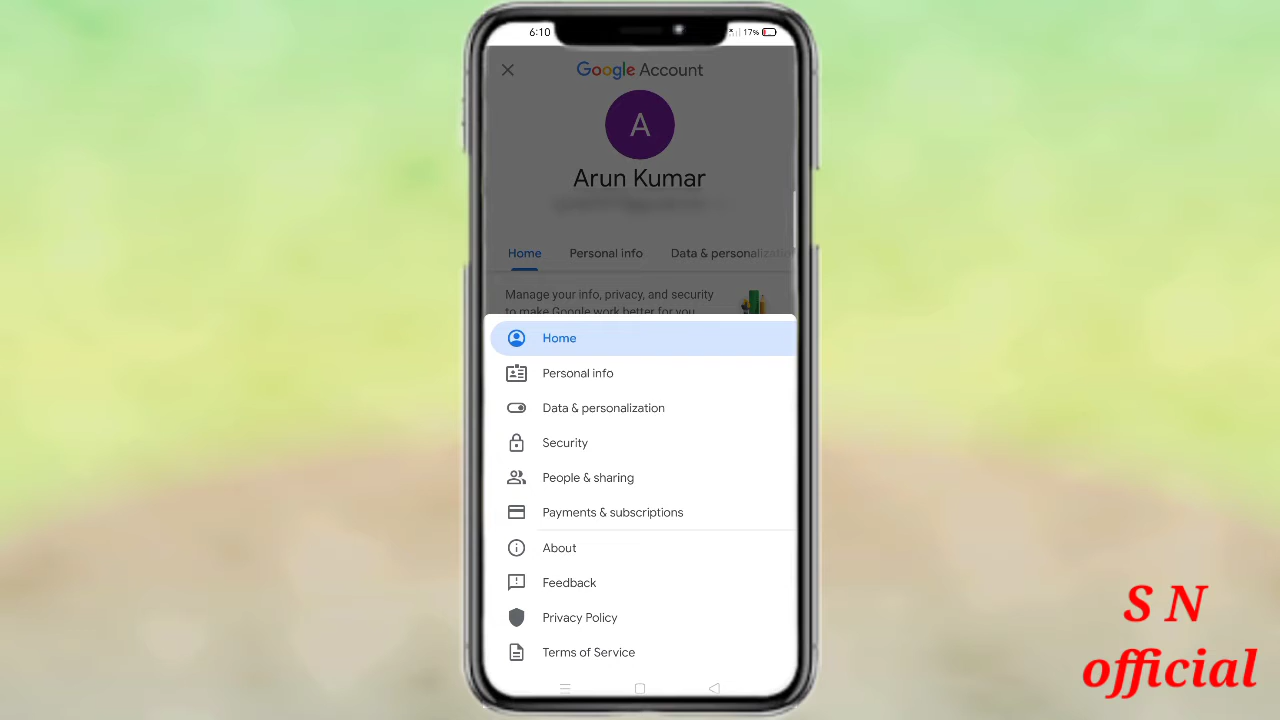 6:10
17%
Google Account
A
Arun Kumar
Home Personal info Data & personalizatio
Manage your info, privacy, and security
to make Google work better for you
Home
Personal info
Data & personalization
Security
People & sharing
Payments & subscriptions
About
Feedback
Privacy Policy
Terms of Service
S N
official